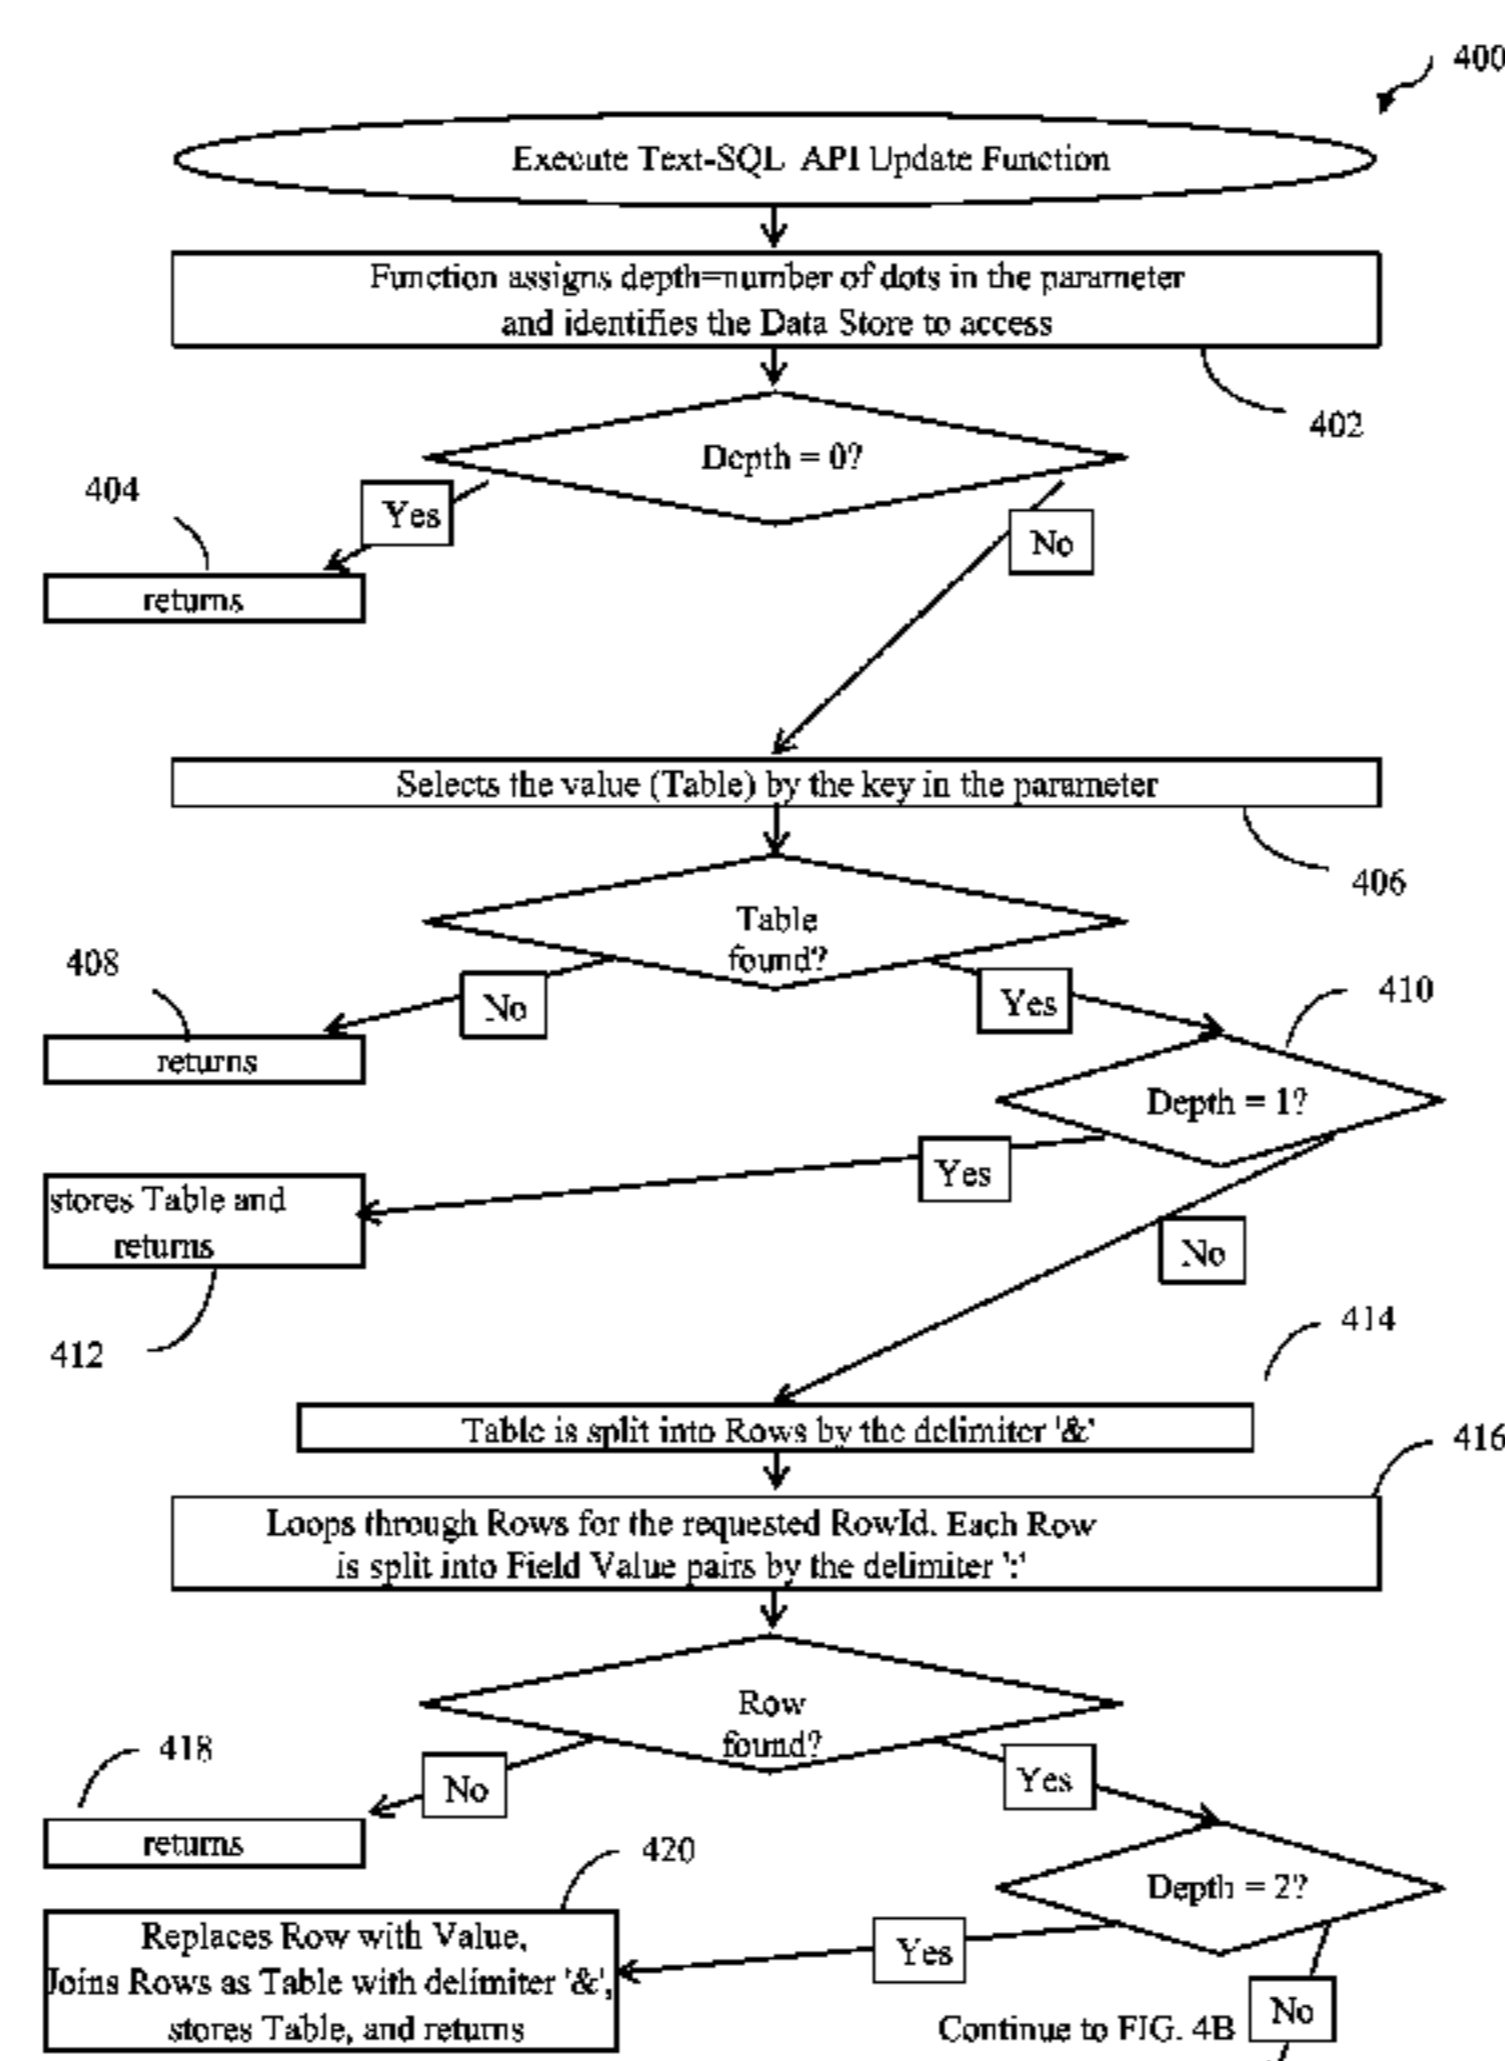 400
Execute Text-SQL API Update Function
Function assigns depth=number of dots in the parameter
and identifies the Data Store to access
402
Depth = 0?
404
Yes
No
returns
Selects the value (Table) by the key in the parameter
406
Table
found?
408
No
Yes
410
returns
Depth = 1?
Yes
stores Table and
returns
No
412
414
Table is split into Rows by the delimiter '&'
416
Loops through Rows for the requested RowId. Each Row
is split into Field Value pairs by the delimiter ':'
Row
found?
418
No
Yes
returns
420
Depth = 2?
Replaces Row with Value,
Joins Rows as Table with delimiter '&',
stores Table, and returns
Yes
No
Continue to FIG. 4B